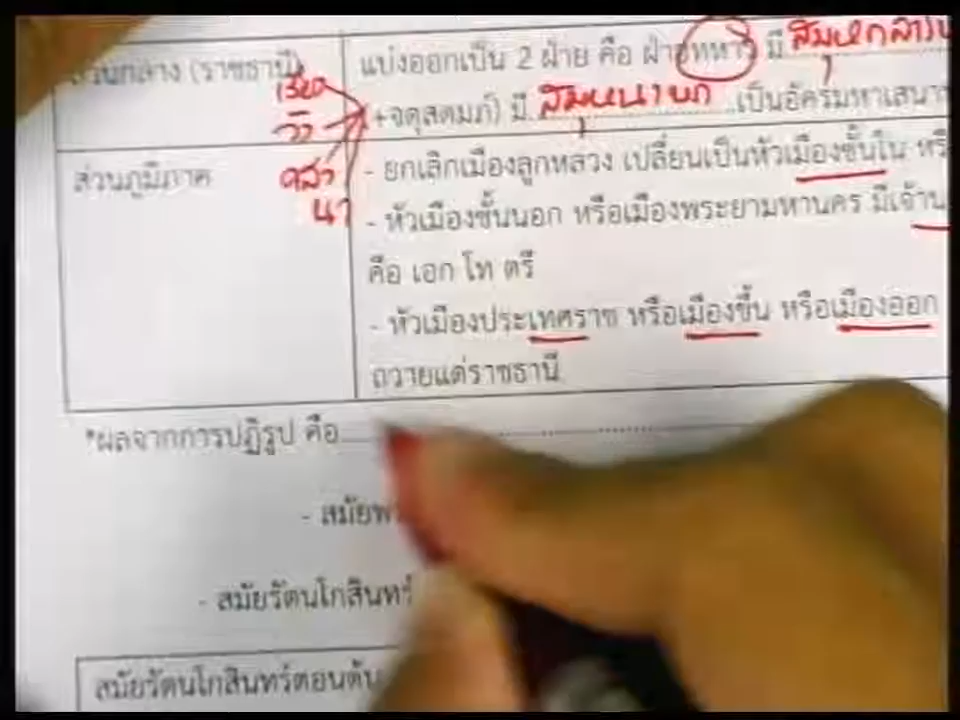 ส่วนกลาง (ราชธานี)
แบ่งออกเป็น 2 ฝ่าย คือ ฝ่ายทหาร มี สมุหกลาโหม
เวียง
+จตุสดมภ์) มี สมุหนายก เป็นอัครมหาเสนา
วัง
ส่วนภูมิภาค
คลัง
นา
- ยกเลิกเมืองลูกหลวง เปลี่ยนเป็นหัวเมืองชั้นใน
- หัวเมืองชั้นนอก หรือเมืองพระยามหานคร มีเจ้าน
คือ เอก โท ตรี
- หัวเมืองประเทศราช หรือเมืองขึ้น หรือเมืองออก
ถวายแด่ราชธานี
*ผลจากการปฏิรูป คือ
- สมัยพ
- สมัยรัตนโกสินทร์
สมัยรัตนโกสินทร์ตอนต้น